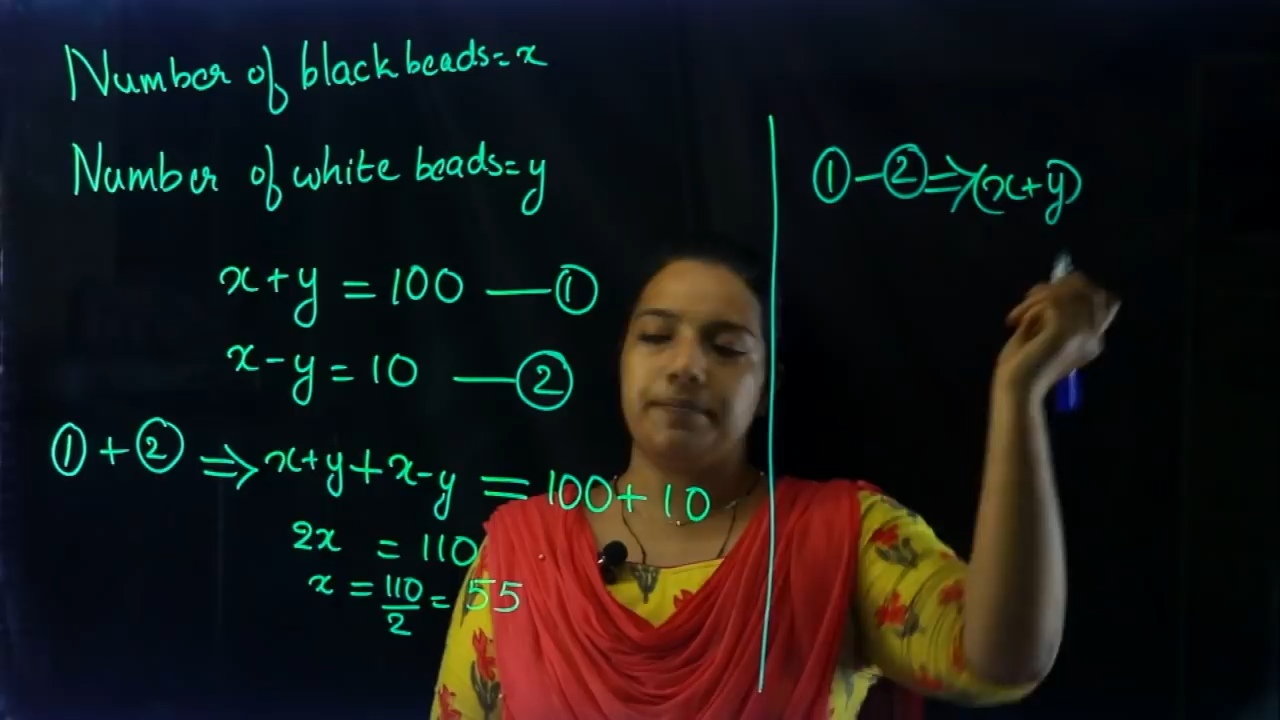 Number of black beads=x
Number of white beads=y
x+y = 100 —①
x-y = 10 —②
①+② ⇒ x+y+x-y = 100+10
2x = 110
x = 110/2 = 55
①-②⇒(x+y)